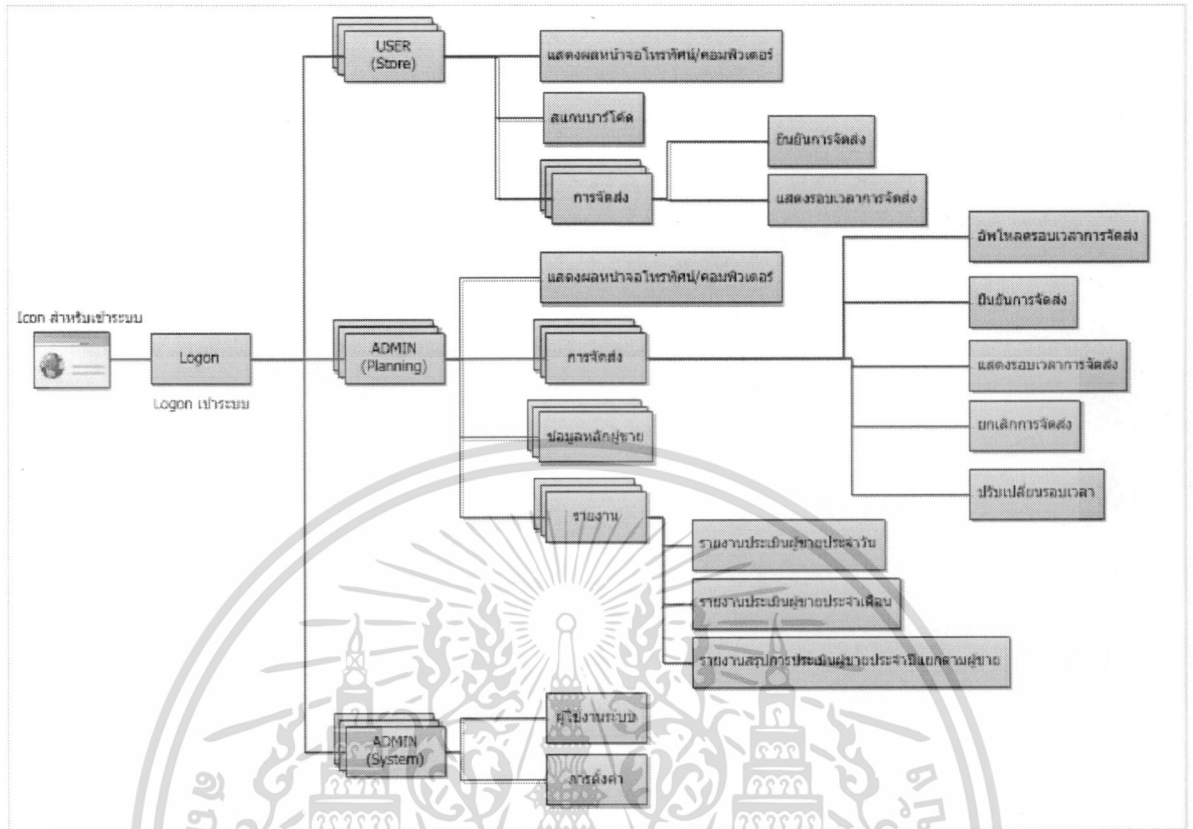 USER
(Store)
แสดงผลหน้าจอโทรทัศน์/คอมพิวเตอร์
สแกนบาร์โค้ด
การจัดส่ง
ยืนยันการจัดส่ง
แสดงรอบเวลาการจัดส่ง
Icon สำหรับเข้าระบบ
Logon
Logon เข้าระบบ
ADMIN
(Planning)
แสดงผลหน้าจอโทรทัศน์/คอมพิวเตอร์
การจัดส่ง
อัพโหลดรอบเวลาการจัดส่ง
ยืนยันการจัดส่ง
แสดงรอบเวลาการจัดส่ง
ยกเลิกการจัดส่ง
ปรับเปลี่ยนรอบเวลา
ข้อมูลหลักผู้ขาย
รายงาน
รายงานประเมินผู้ขายประจำวัน
รายงานประเมินผู้ขายประจำเดือน
รายงานสรุปการประเมินผู้ขายประจำปีแยกตามผู้ขาย
ADMIN
(System)
ผู้ใช้งานระบบ
การตั้งค่า